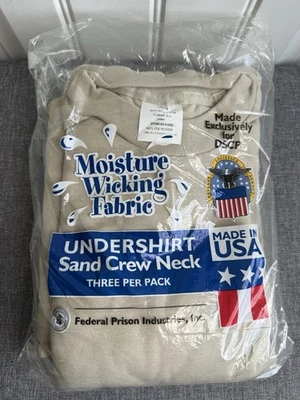 Made
Exclusively
for
DSCP
Moisture
Wicking
Fabric
UNDERSHIRT
Sand Crew Neck
THREE PER PACK
MADE IN
USA
Federal Prison Industries, Inc.